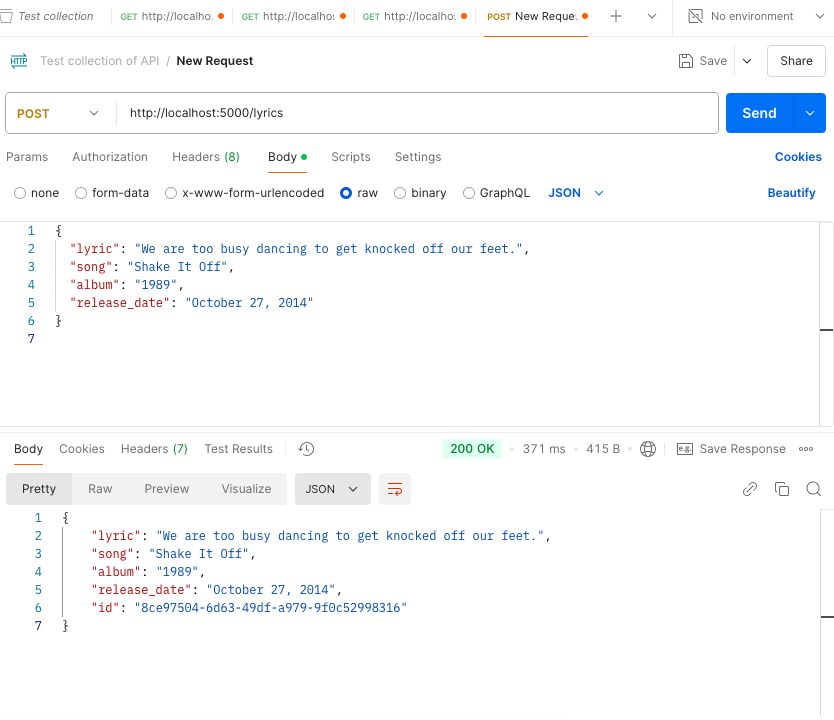 Test collection GET http://localho. GET http://localho: GET http://localho: POST New Reque: No environment
HTTP Test collection of API / New Request Save Share
POST http://localhost:5000/lyrics Send
Params Authorization Headers (8) Body Scripts Settings Cookies
none form-data x-www-form-urlencoded raw binary GraphQL JSON Beautify
1 {
2 "lyric": "We are too busy dancing to get knocked off our feet.",
3 "song": "Shake It Off",
4 "album": "1989",
5 "release_date": "October 27, 2014"
6 }
7
Body Cookies Headers (7) Test Results 200 OK 371 ms 415 B e.g. Save Response
Pretty Raw Preview Visualize JSON
1 {
2 "lyric": "We are too busy dancing to get knocked off our feet.",
3 "song": "Shake It Off",
4 "album": "1989",
5 "release_date": "October 27, 2014",
6 "id": "8ce97504-6d63-49df-a979-9f0c52998316"
7 }